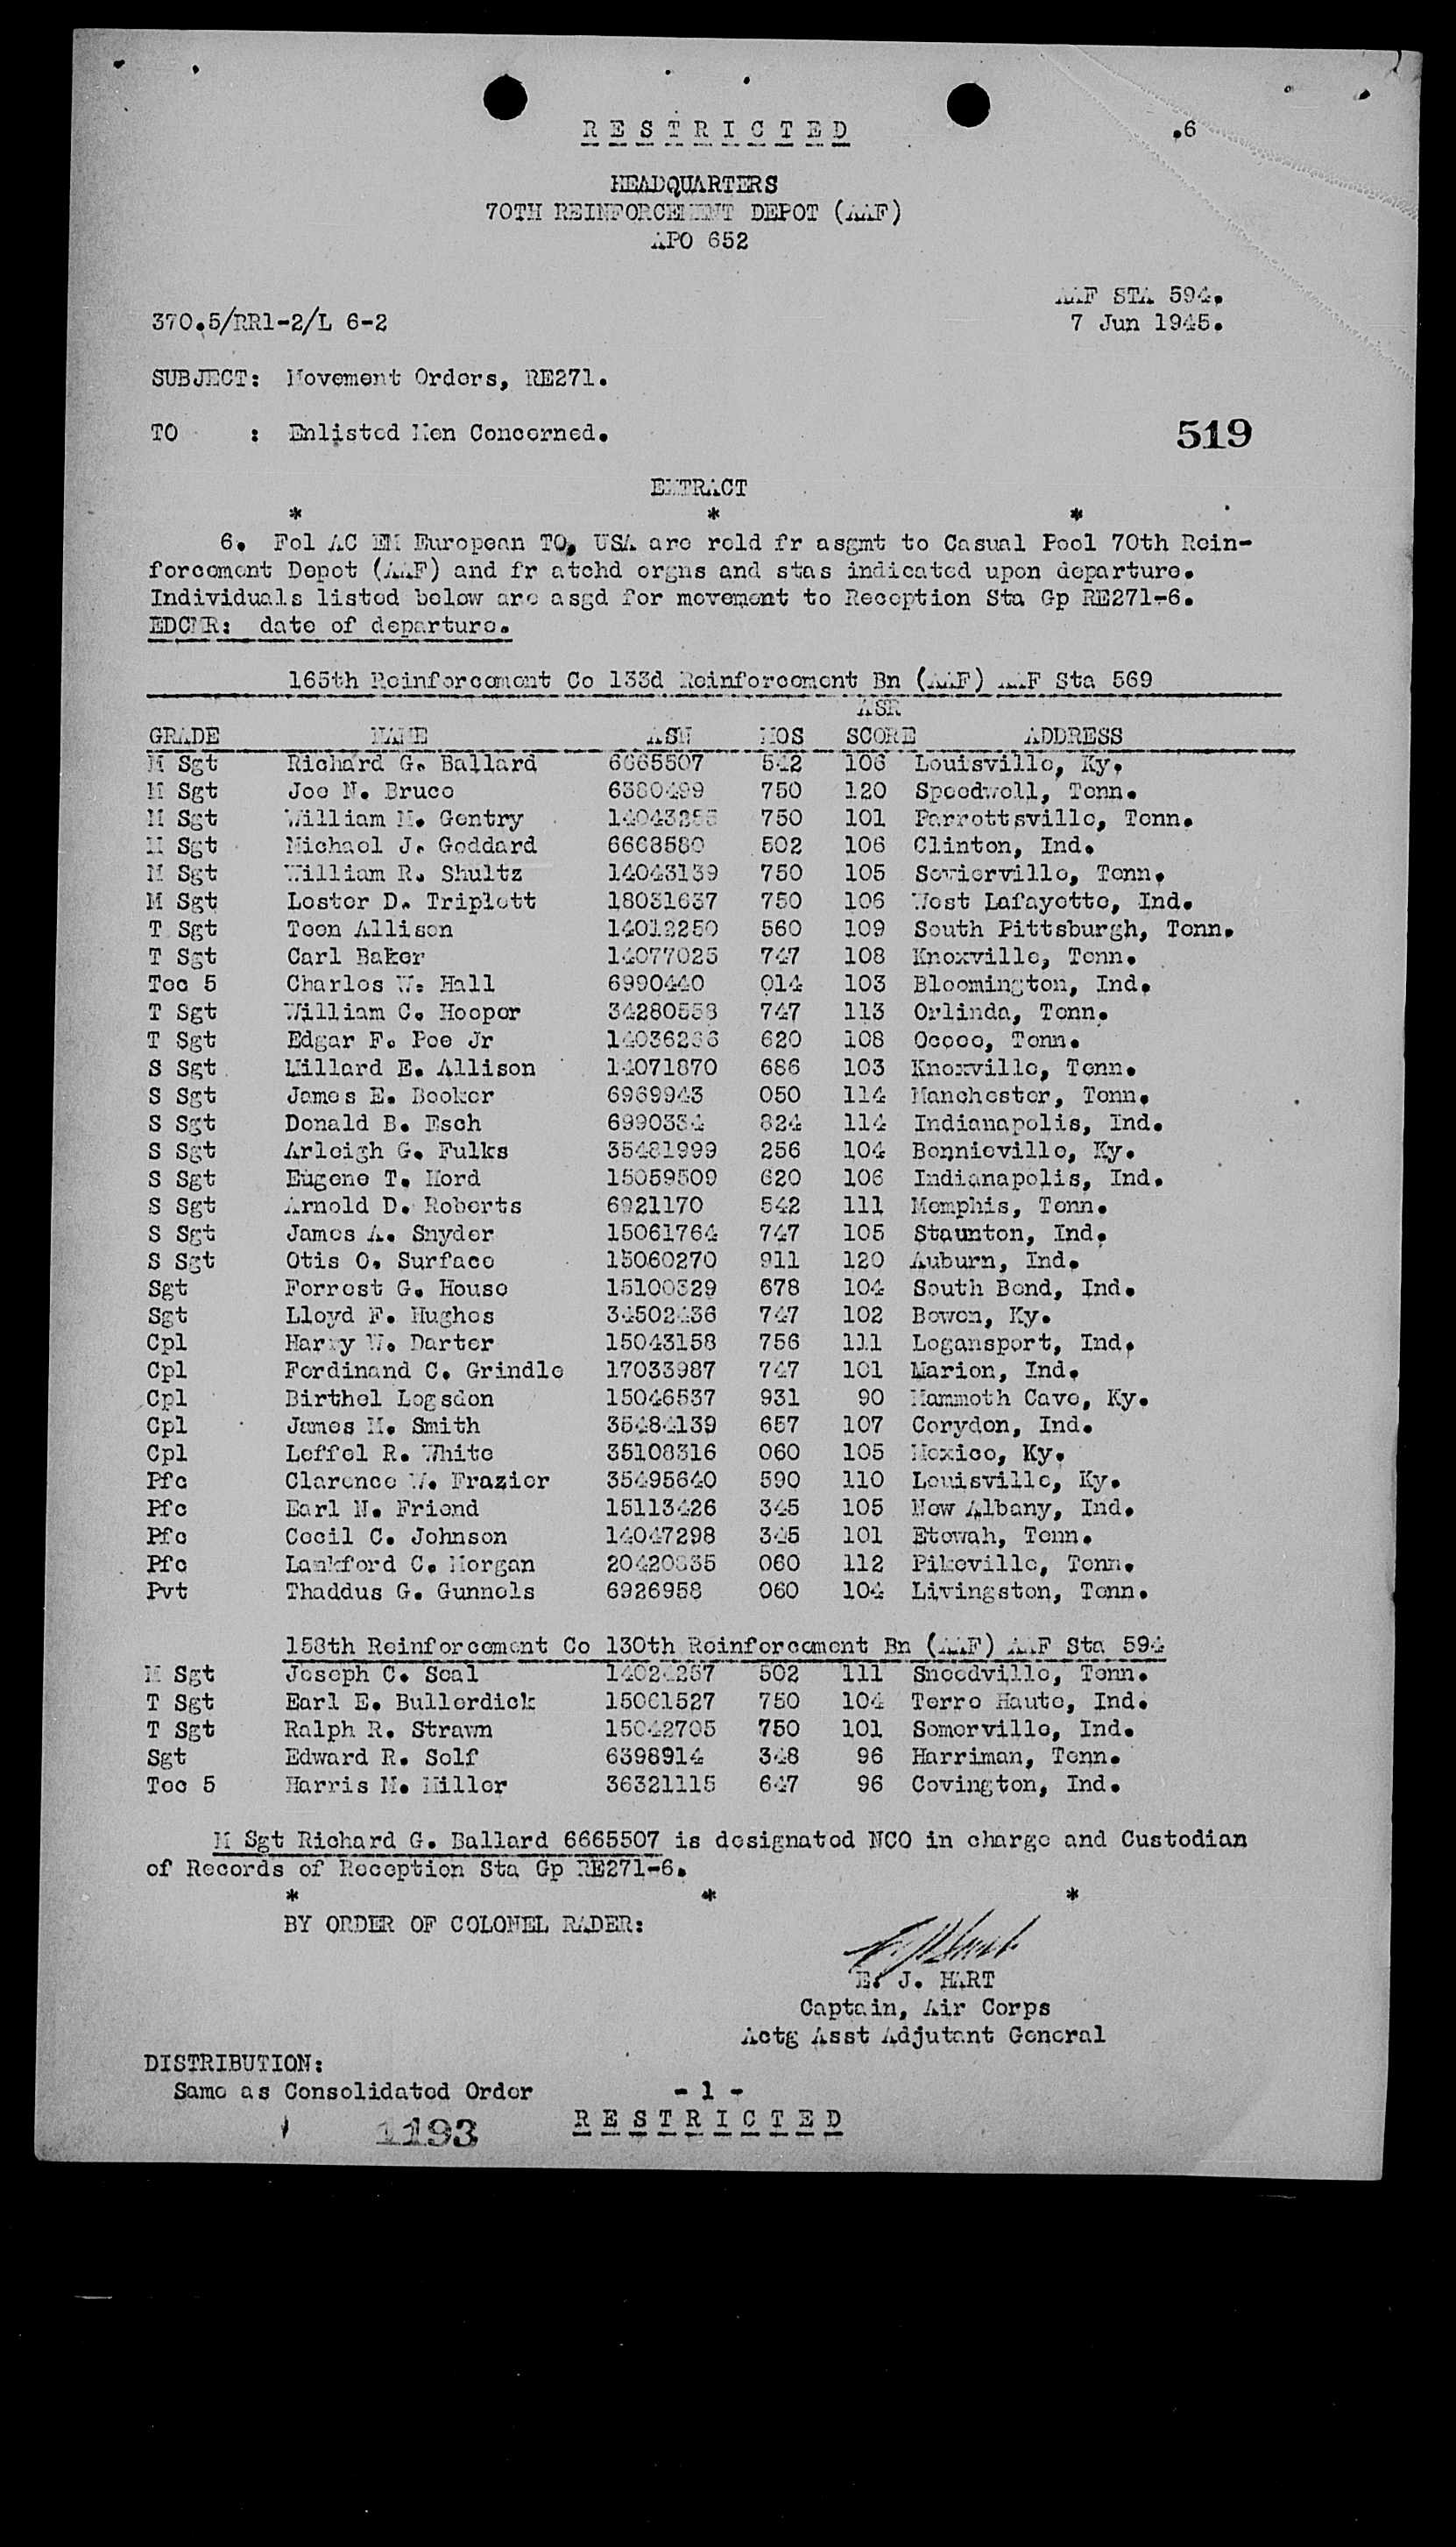 R E S T R I C T E D
.6
HEADQUARTERS
70TH REINFORCEMENT DEPOT (AAF)
APO 652
AAF STA 594.
370.5/RR1-2/L 6-2
7 Jun 1945.
SUBJECT: Movement Orders, RE271.
TO : Enlisted Men Concerned.
519
EXTRACT
* * *
6. Fol AC EM European TO, USA are reld fr asgmt to Casual Pool 70th Rein-
forcement Depot (AAF) and fr atchd orgns and stas indicated upon departure.
Individuals listed below are asgd for movement to Reception Sta Gp RE271-6.
EDCMR: date of departure.
165th Reinforcement Co 133d Reinforcement Bn (AAF) AAF Sta 569
ASR
GRADE NAME ASN MOS SCORE ADDRESS
M Sgt Richard G. Ballard 6665507 542 106 Louisville, Ky.
M Sgt Joe N. Bruce 6380499 750 120 Speedwell, Tenn.
M Sgt William M. Gentry 750 101 Parrottsville, Tenn.
M Sgt Michael J. Goddard 6668580 502 106 Clinton, Ind.
M Sgt William R. Shultz 14043139 750 105 Sevierville, Tenn.
M Sgt Lester D. Triplett 18031637 750 106 West Lafayette, Ind.
T Sgt Teen Allison 14012250 560 109 South Pittsburgh, Tenn.
T Sgt Carl Baker 14077025 747 108 Knoxville, Tenn.
Tec 5 Charles W. Hall 6990440 014 103 Bloomington, Ind.
T Sgt William C. Hooper 34280558 747 113 Orlinda, Tenn.
T Sgt Edgar F. Poe Jr 620 108 Ocoee, Tenn.
S Sgt Millard E. Allison 14071870 686 103 Knoxville, Tenn.
S Sgt James E. Booker 6969943 050 114 Manchester, Tenn.
S Sgt Donald B. Esch 6990334 824 114 Indianapolis, Ind.
S Sgt Arleigh G. Fulks 35481999 256 104 Bonnieville, Ky.
S Sgt Eugene T. Hord 15059509 620 106 Indianapolis, Ind.
S Sgt Arnold D. Roberts 6921170 542 111 Memphis, Tenn.
S Sgt James A. Snyder 15061764 747 105 Staunton, Ind.
S Sgt Otis O. Surface 15060270 911 120 Auburn, Ind.
Sgt Forrest G. House 15100329 678 104 South Bend, Ind.
Sgt Lloyd F. Hughes 34502436 747 102 Bowen, Ky.
Cpl Harry W. Darter 15043158 756 111 Logansport, Ind.
Cpl Ferdinand C. Grindle 17033987 747 101 Marion, Ind.
Cpl Birthel Logsdon 15046537 931 90 Mammoth Cave, Ky.
Cpl James M. Smith 35484139 657 107 Corydon, Ind.
Cpl Leffel R. White 35108316 060 105 Mexico, Ky.
Pfc Clarence W. Frazier 35495640 590 110 Louisville, Ky.
Pfc Earl N. Friend 15113426 345 105 New Albany, Ind.
Pfc Cecil C. Johnson 14047298 345 101 Etowah, Tenn.
Pfc Lankford C. Morgan 20420835 060 112 Pikeville, Tenn.
Pvt Thaddus G. Gunnels 6926958 060 104 Livingston, Tenn.
158th Reinforcement Co 130th Reinforcement Bn (AAF) AAF Sta 594
M Sgt Joseph C. Seal 14024257 502 111 Sneedville, Tenn.
T Sgt Earl E. Bullerdick 15061527 750 104 Terre Haute, Ind.
T Sgt Ralph R. Strawn 15042705 750 101 Somerville, Ind.
Sgt Edward R. Self 6398914 348 96 Harriman, Tenn.
Tec 5 Harris M. Miller 36321115 647 96 Covington, Ind.
M Sgt Richard G. Ballard 6665507 is designated NCO in charge and Custodian
of Records of Reception Sta Gp RE271-6.
* * *
BY ORDER OF COLONEL RADER:
E. J. HART
Captain, Air Corps
Actg Asst Adjutant General
DISTRIBUTION:
Same as Consolidated Order
- 1 -
1193
R E S T R I C T E D